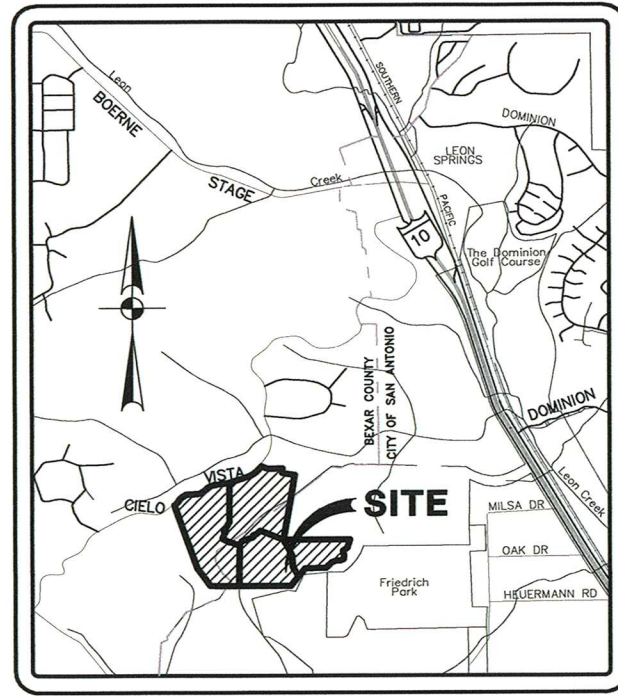 SOUTHERN
Leon
BOERNE
DOMINION
LEON
SPRINGS
STAGE
Creek
PACIFIC
10
The Dominion
Golf Course
BEXAR COUNTY
CITY OF SAN ANTONIO
DOMINION
VISTA
CIELO
SITE
Leon Creek
MILSA DR
OAK DR
Friedrich
Park
HEUERMANN RD